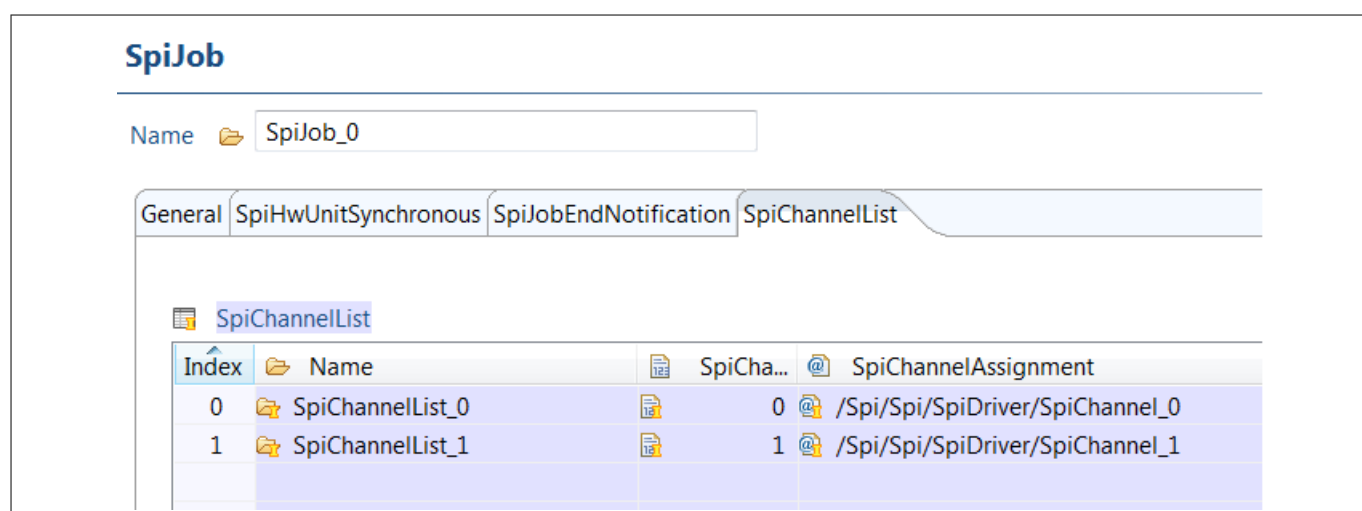 SpiJob
Name SpiJob_0
General SpiHwUnitSynchronous SpiJobEndNotification SpiChannelList
SpiChannelList
Index Name SpiCha... SpiChannelAssignment
0 SpiChannelList_0 0 /Spi/Spi/SpiDriver/SpiChannel_0
1 SpiChannelList_1 1 /Spi/Spi/SpiDriver/SpiChannel_1